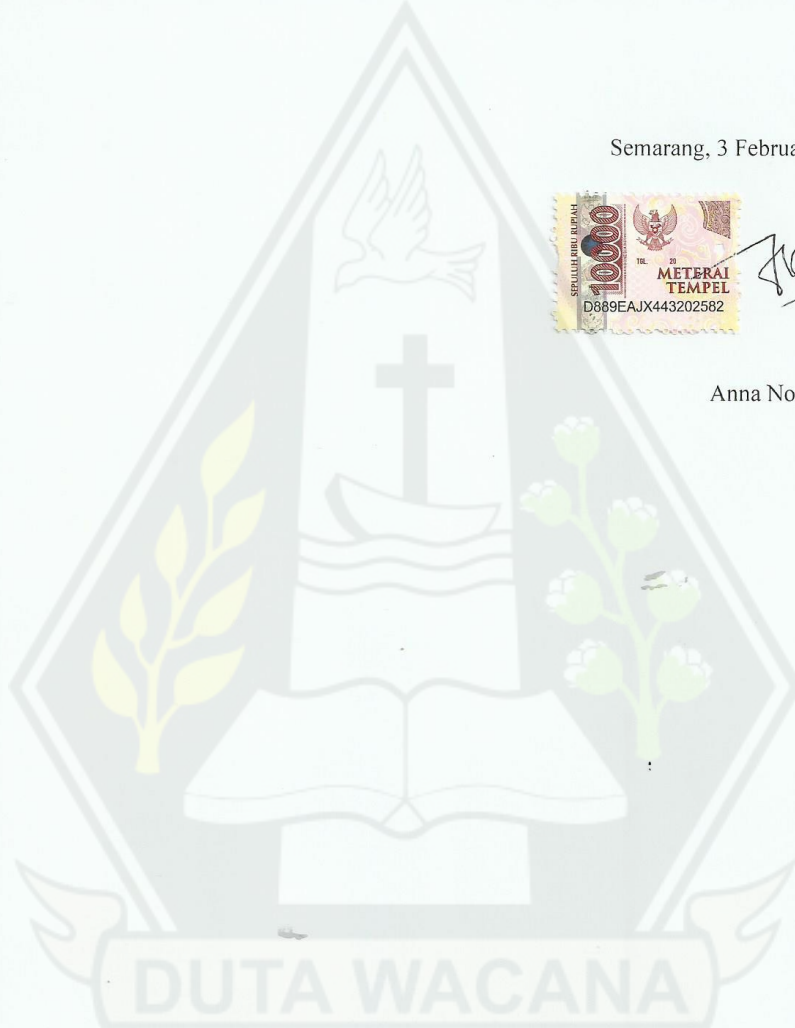 Semarang, 3 Februa
SEPULUH RIBU RUPIAH
10000
TGL. 20
METERAI
TEMPEL
D889EAJX443202582
Anna No
DUTA WACANA